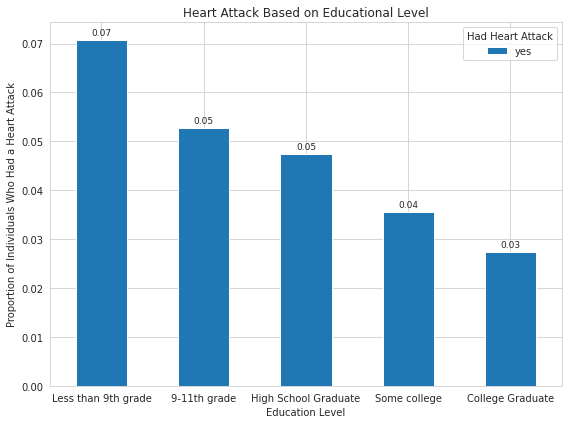 Heart Attack Based on Educational Level
Had Heart Attack
yes
Proportion of Individuals Who Had a Heart Attack
0.07
0.06
0.05
0.04
0.03
0.02
0.01
0.00
0.07
0.05
0.05
0.04
0.03
Less than 9th grade
9-11th grade
High School Graduate
Some college
College Graduate
Education Level